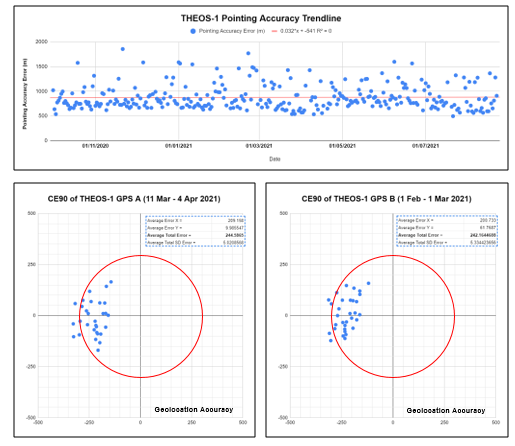 THEOS-1 Pointing Accuracy Trendline
Pointing Accuracy Error (m) 0.032*x + -841 R² = 0
Pointing Accuracy Error (m)
2000
1500
1000
500
0
01/11/2020 01/01/2021 01/03/2021 01/05/2021 01/07/2021
Date
CE90 of THEOS-1 GPS A (11 Mar - 4 Apr 2021)
Average Error X =
Average Error Y =
Average Total Error =
Average Total SD Error =
500
250
0
-250
-500
-500 -250 0 250 500
Geolocation Accuracy
CE90 of THEOS-1 GPS B (1 Feb - 1 Mar 2021)
Average Error X =
Average Error Y =
Average Total Error =
Average Total SD Error =
500
250
0
-250
-500
-500 -250 0 250 500
Geolocation Accuracy